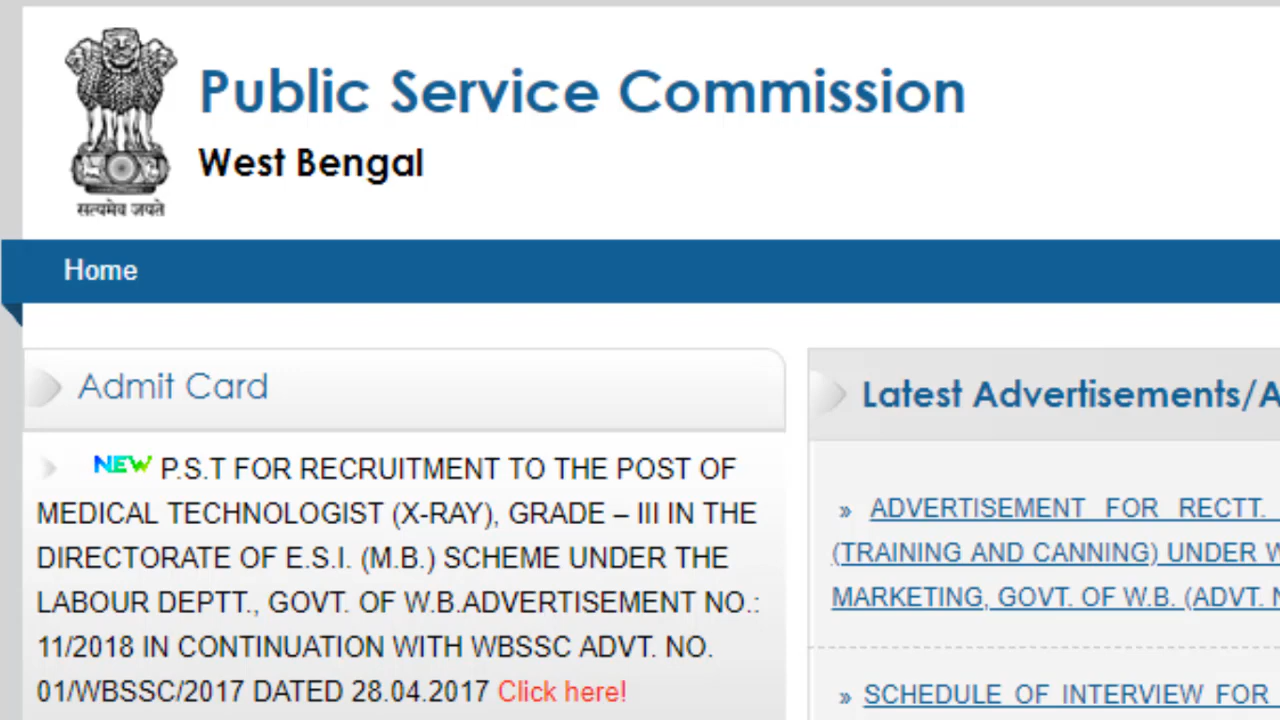 Public Service Commission
West Bengal
सत्यमेव जयते
Home
Admit Card
NEW P.S.T FOR RECRUITMENT TO THE POST OF
MEDICAL TECHNOLOGIST (X-RAY), GRADE – III IN THE
DIRECTORATE OF E.S.I. (M.B.) SCHEME UNDER THE
LABOUR DEPTT., GOVT. OF W.B.ADVERTISEMENT NO.:
11/2018 IN CONTINUATION WITH WBSSC ADVT. NO.
01/WBSSC/2017 DATED 28.04.2017 Click here!
Latest Advertisements/A
» ADVERTISEMENT FOR RECTT.
(TRAINING AND CANNING) UNDER W
MARKETING, GOVT. OF W.B. (ADVT. N
» SCHEDULE OF INTERVIEW FOR